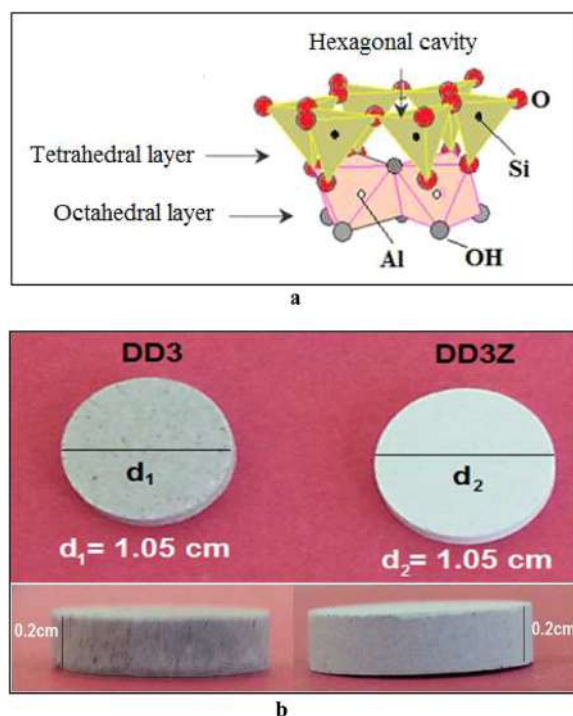 Hexagonal cavity
O
Tetrahedral layer
Si
Octahedral layer
Al
OH
a
DD3 DD3Z
d₁ d₂
d₁= 1.05 cm d₂= 1.05 cm
0.2cm 0.2cm
b